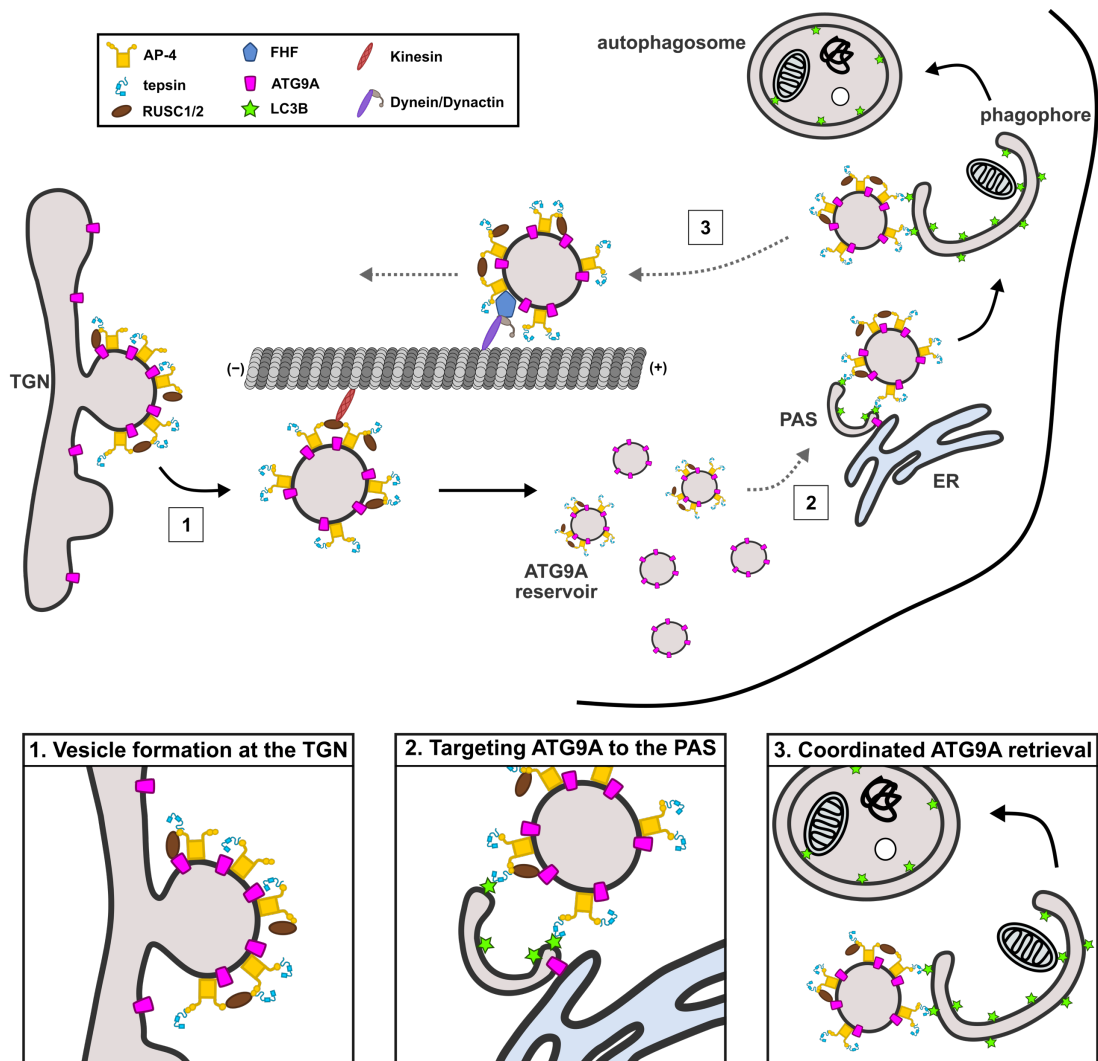 AP-4
tepsin
RUSC1/2
FHF
ATG9A
LC3B
Kinesin
Dynein/Dynactin
autophagosome
phagophore
3
TGN
(−)
(+)
PAS
ER
1
2
ATG9A
reservoir
1. Vesicle formation at the TGN
2. Targeting ATG9A to the PAS
3. Coordinated ATG9A retrieval